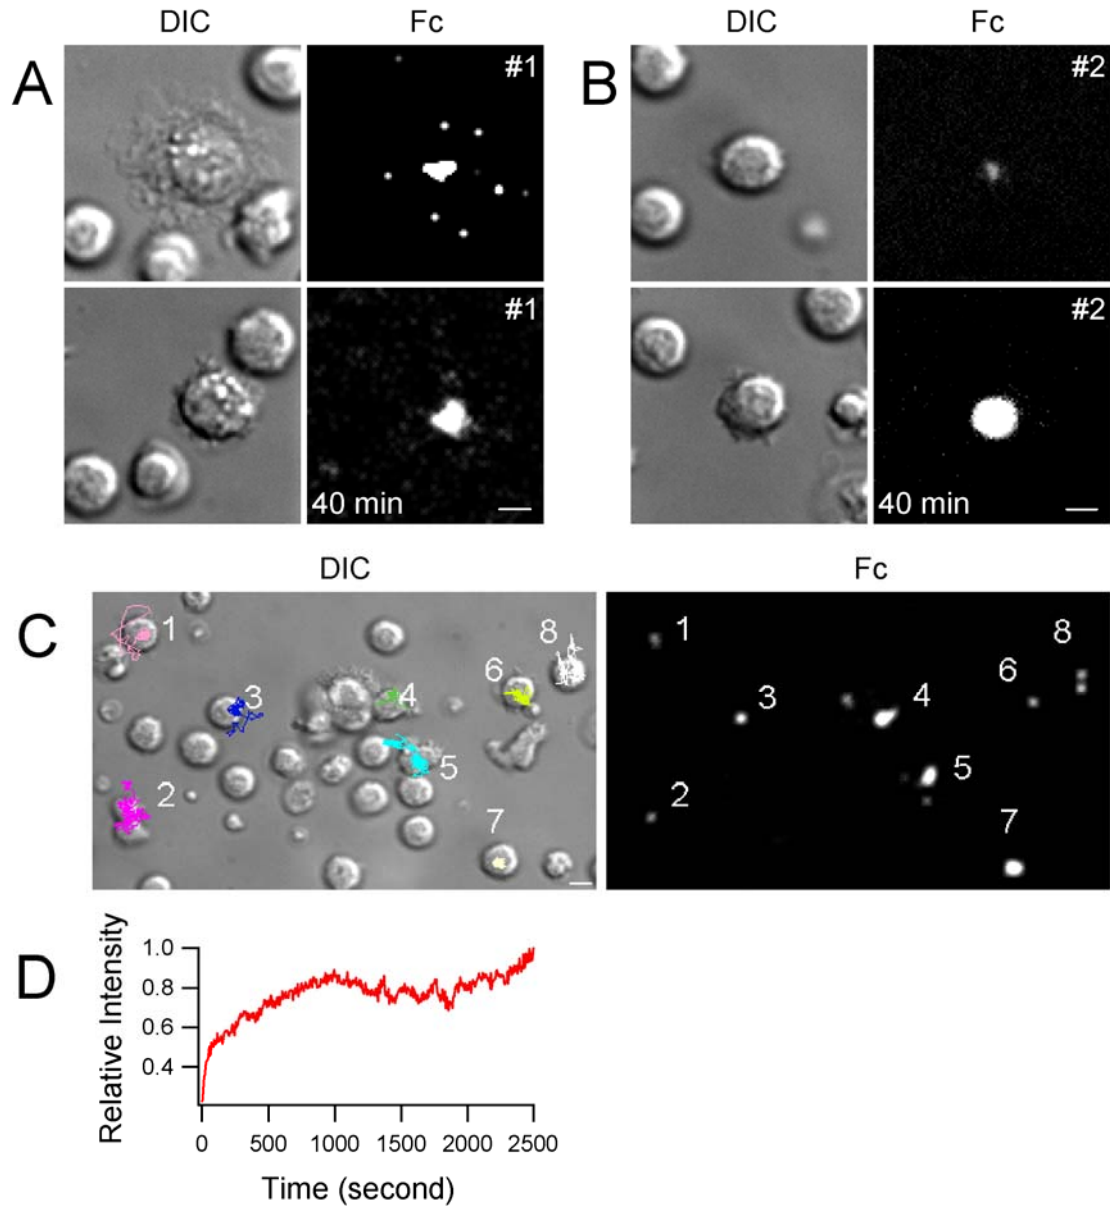 DIC Fc DIC Fc
A #1 B #2
#1 #2
40 min 40 min
DIC Fc
C 1 2 3 4 5 6 7 8 1 2 3 4 5 6 7 8
D
Relative Intensity
1.0
0.8
0.6
0.4
0 500 1000 1500 2000 2500
Time (second)